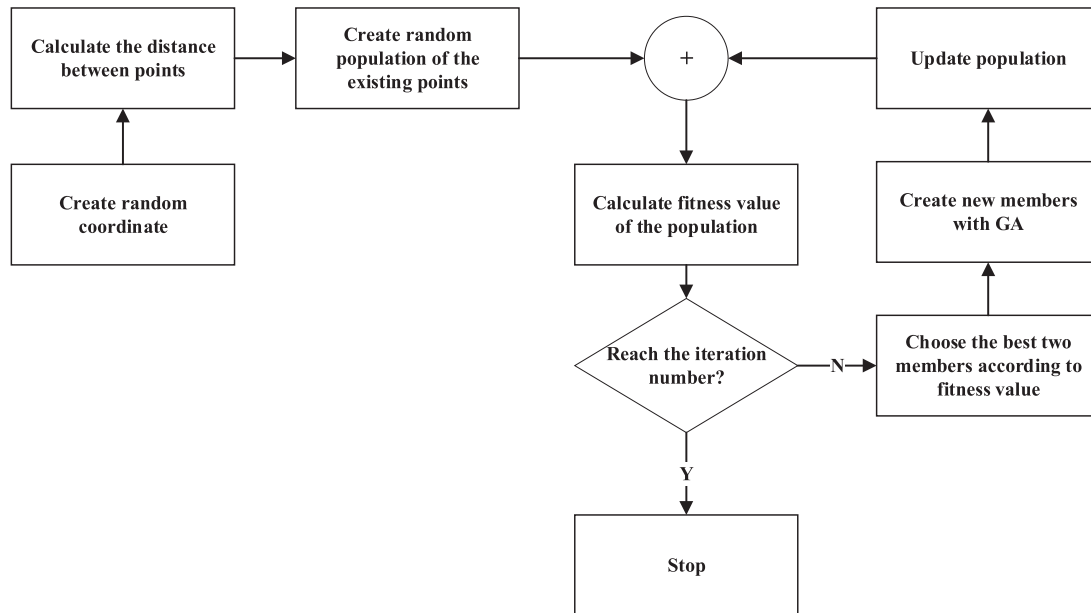 Calculate the distance
between points
Create random
population of the
existing points
+
Update population
Create random
coordinate
Calculate fitness value
of the population
Create new members
with GA
Reach the iteration
number?
N
Choose the best two
members according to
fitness value
Y
Stop